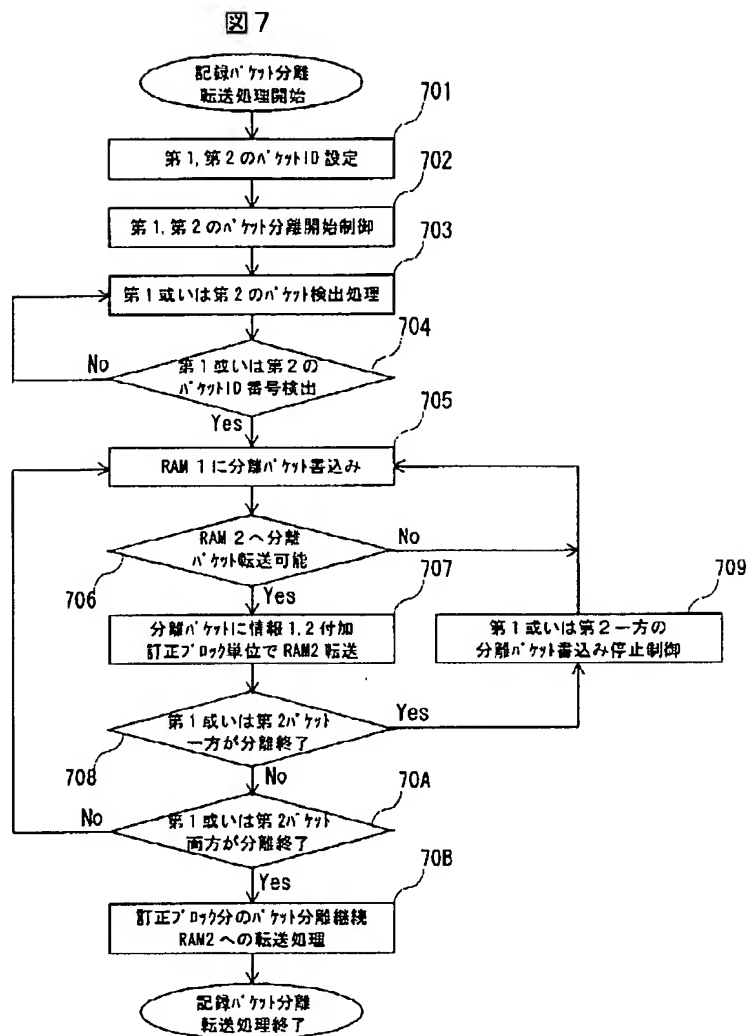 図7
記録パケット分離
転送処理開始
701
第1,第2のパケットID設定
702
第1,第2のパケット分離開始制御
703
第1或いは第2のパケット検出処理
704
第1或いは第2の
パケットID番号検出
No
Yes
705
RAM1に分離パケット書込み
RAM2へ分離
パケット転送可能
No
706
Yes
707
分離パケットに情報1,2付加
訂正ブロック単位でRAM2転送
709
第1或いは第2一方の
分離パケット書込み停止制御
第1或いは第2パケット
一方が分離終了
Yes
708
No
70A
第1或いは第2パケット
両方が分離終了
No
Yes
70B
訂正ブロック分のパケット分離継続
RAM2への転送処理
記録パケット分離
転送処理終了